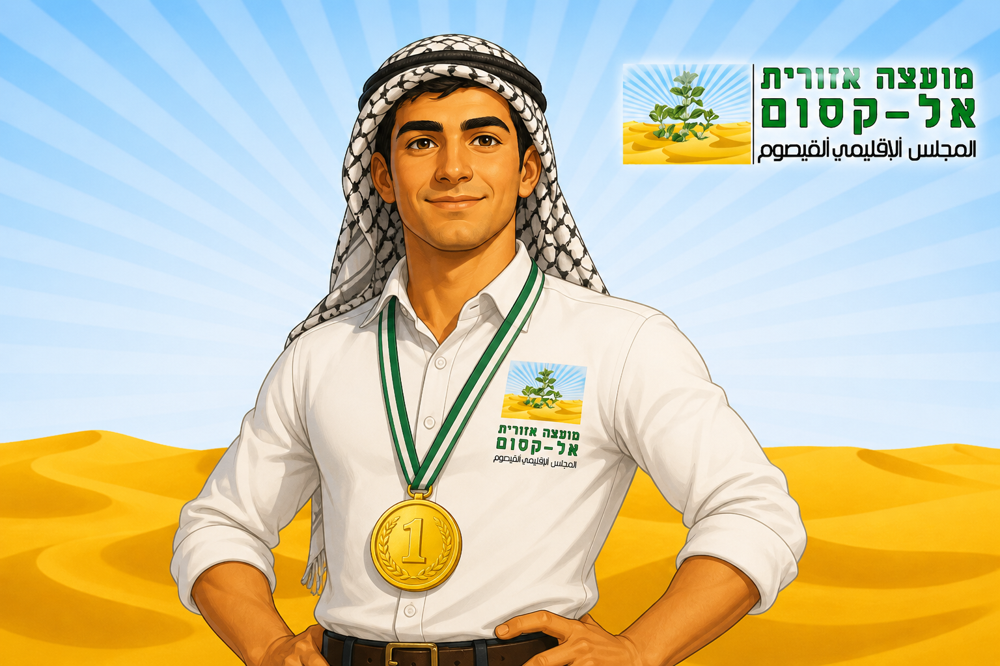 מועצה אזורית
אל-קסום
المجلس الإقليمي القيصوم
מועצה אזורית
אל-קסום
المجلس الإقليمي القيصوم
1